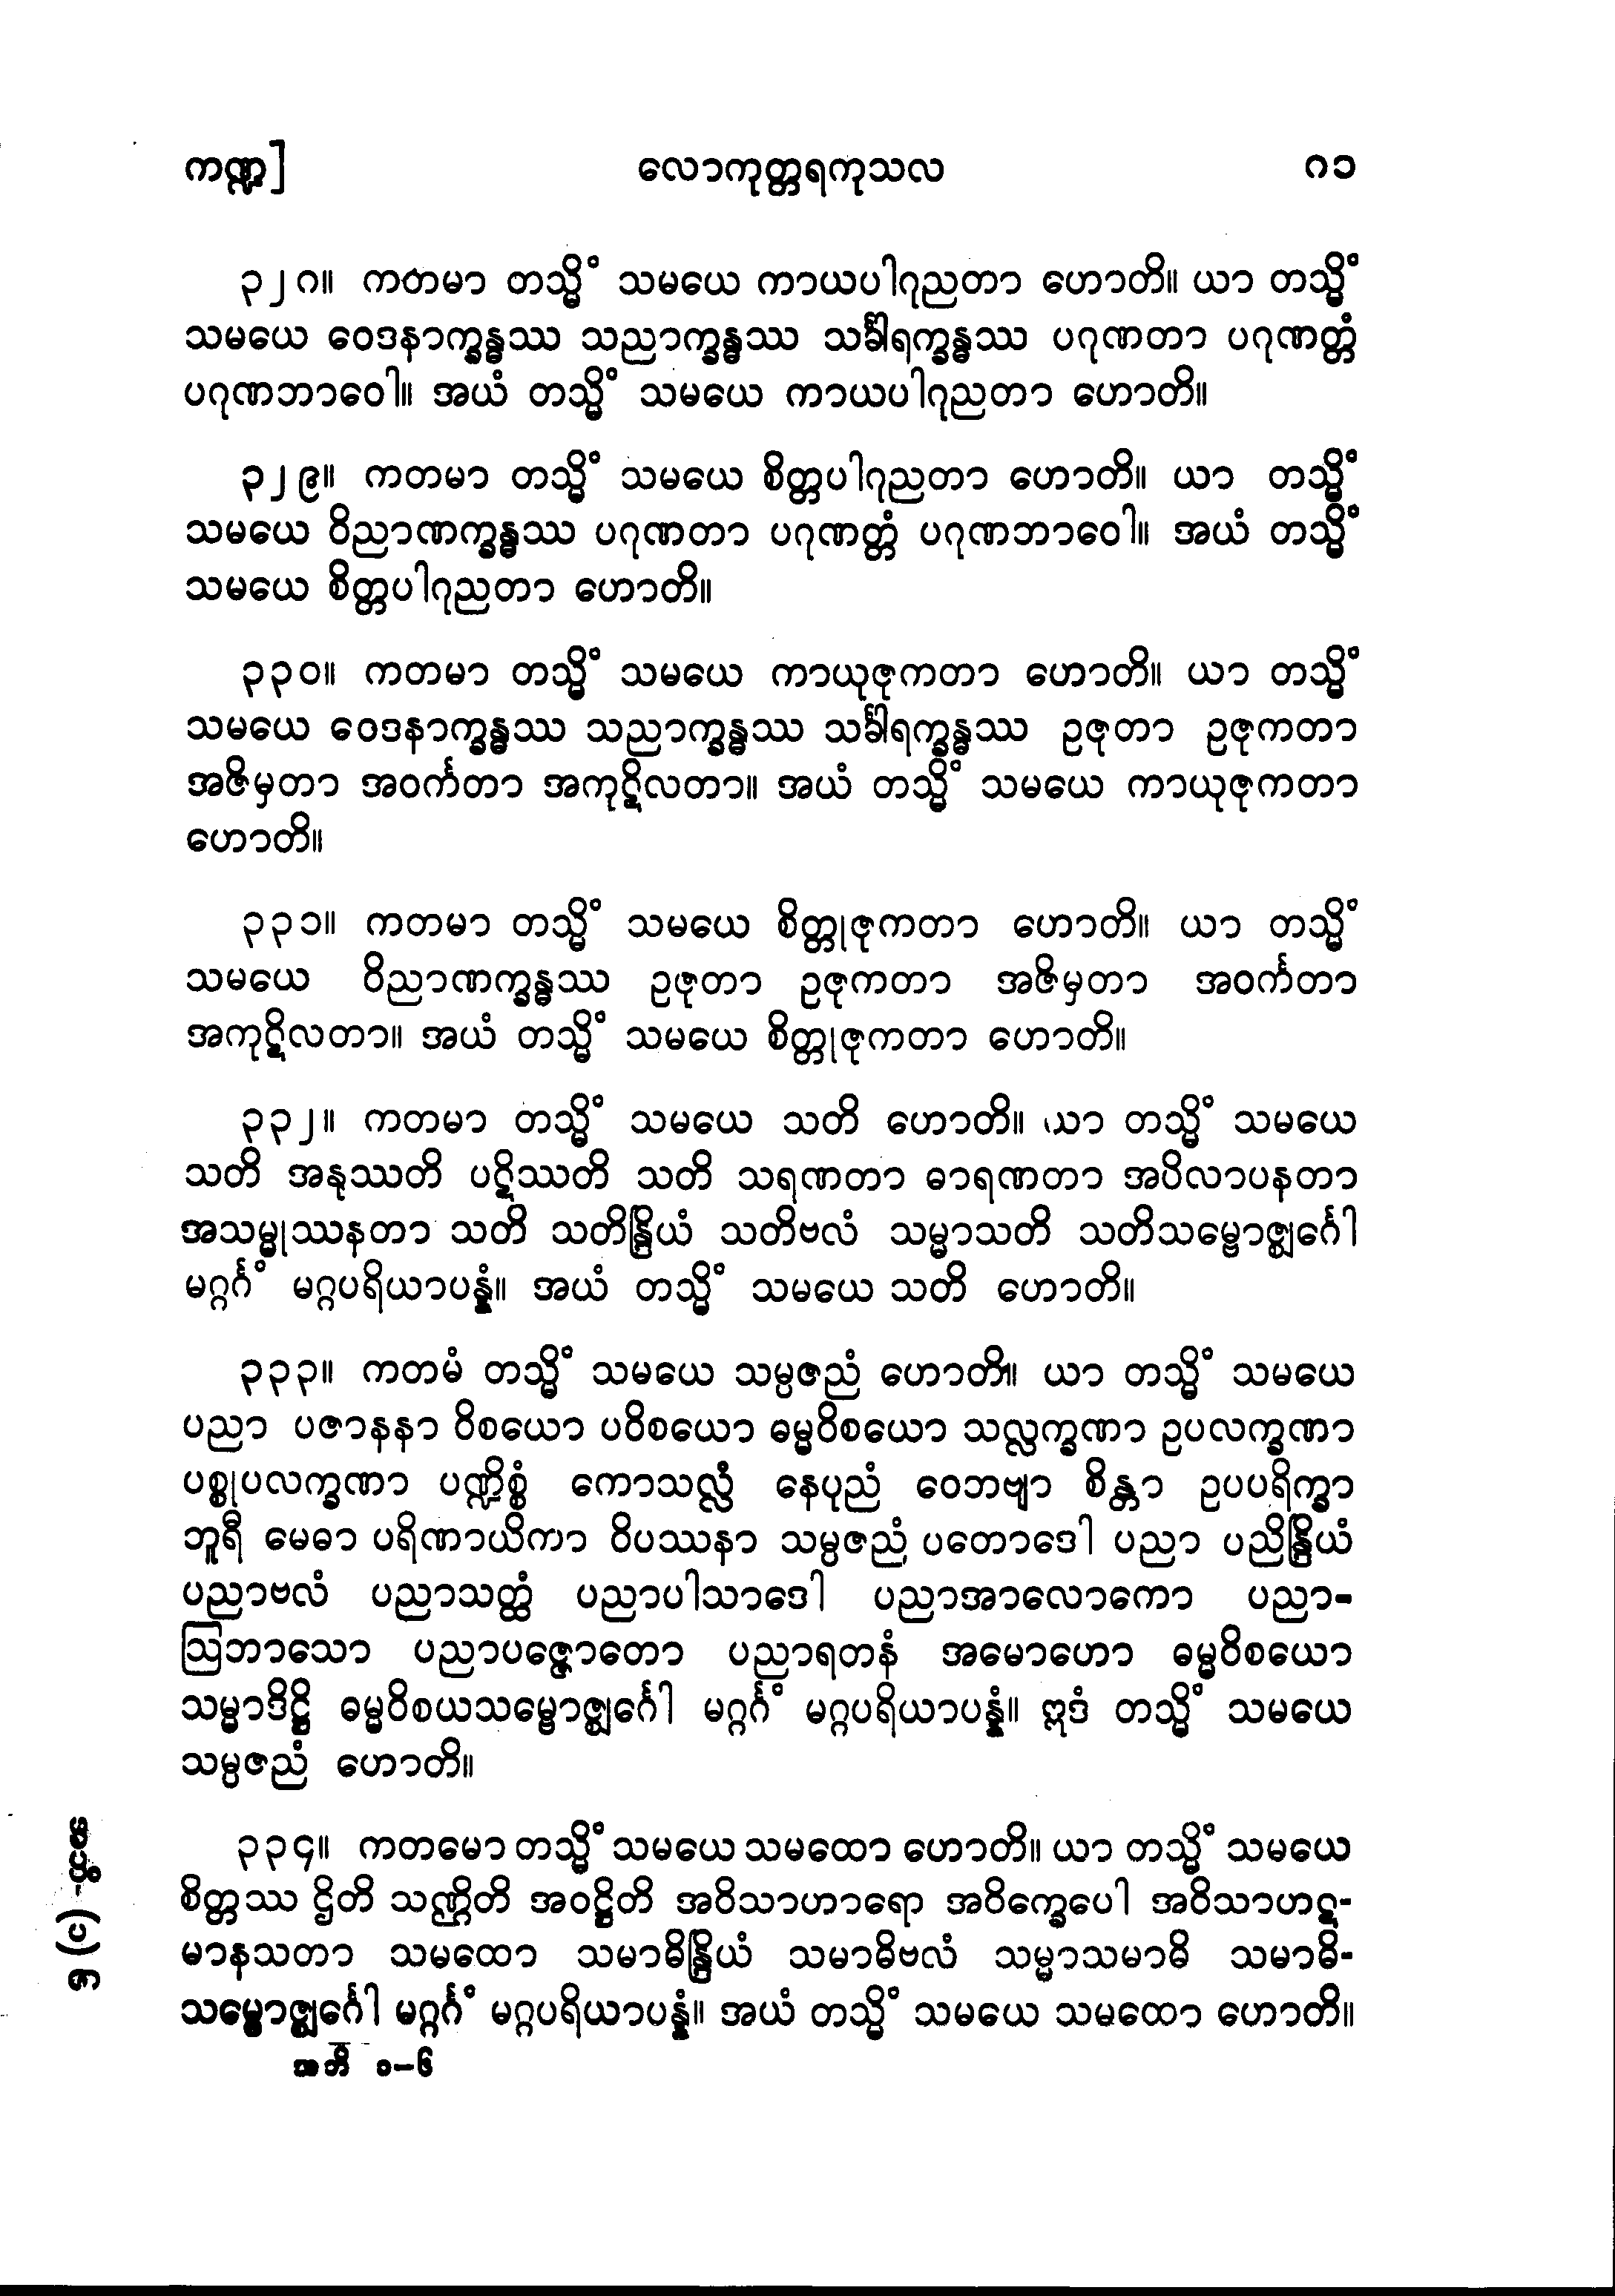 ကဏ္ဍ] လောကုတ္တရကုသလ ၈၁
၃၂၈။ ကတမာ တသ္မိံ သမယေ ကာယပါဂုညတာ ဟောတိ။ ယာ တသ္မိံ
သမယေ ဝေဒနာက္ခန္ဓဿ သညာက္ခန္ဓဿ သင်္ခါရက္ခန္ဓဿ ပဂုဏတာ ပဂုဏတ္တံ
ပဂုဏဘာဝေါ။ အယံ တသ္မိံ သမယေ ကာယပါဂုညတာ ဟောတိ။
၃၂၉။ ကတမာ တသ္မိံ သမယေ စိတ္တပါဂုညတာ ဟောတိ။ ယာ တသ္မိံ
သမယေ ဝိညာဏက္ခန္ဓဿ ပဂုဏတာ ပဂုဏတ္တံ ပဂုဏဘာဝေါ။ အယံ တသ္မိံ
သမယေ စိတ္တပါဂုညတာ ဟောတိ။
၃၃၀။ ကတမာ တသ္မိံ သမယေ ကာယုဇုကတာ ဟောတိ။ ယာ တသ္မိံ
သမယေ ဝေဒနာက္ခန္ဓဿ သညာက္ခန္ဓဿ သင်္ခါရက္ခန္ဓဿ ဥဇုတာ ဥဇုကတာ
အဇိမှတာ အဝင်္ကတာ အကုဋိလတာ။ အယံ တသ္မိံ သမယေ ကာယုဇုကတာ
ဟောတိ။
၃၃၁။ ကတမာ တသ္မိံ သမယေ စိတ္တုဇုကတာ ဟောတိ။ ယာ တသ္မိံ
သမယေ ဝိညာဏက္ခန္ဓဿ ဥဇုတာ ဥဇုကတာ အဇိမှတာ အဝင်္ကတာ
အကုဋိလတာ။ အယံ တသ္မိံ သမယေ စိတ္တုဇုကတာ ဟောတိ။
၃၃၂။ ကတမာ တသ္မိံ သမယေ သတိ ဟောတိ။ ယာ တသ္မိံ သမယေ
သတိ အနုဿတိ ပဋိဿတိ သတိ သရဏတာ ဓာရဏတာ အပိလာပနတာ
အသမ္မုဿနတာ သတိ သတိန္ဒြိယံ သတိဗလံ သမ္မာသတိ သတိသမ္ဗောဇ္ဈင်္ဂေါ
မဂ္ဂင်္ဂံ မဂ္ဂပရိယာပန္နံ။ အယံ တသ္မိံ သမယေ သတိ ဟောတိ။
၃၃၃။ ကတမံ တသ္မိံ သမယေ သမ္ပဇညံ ဟောတိ။ ယာ တသ္မိံ သမယေ
ပညာ ပဇာနနာ ဝိစယော ပဝိစယော ဓမ္မဝိစယော သလ္လက္ခဏာ ဥပလက္ခဏာ
ပစ္စုပလက္ခဏာ ပဏ္ဍိစ္စံ ကောသလ္လံ နေပုညံ ဝေဘဗျာ စိန္တာ ဥပပရိက္ခာ
ဘူရီ မေဓာ ပရိဏာယိကာ ဝိပဿနာ သမ္ပဇညံ ပတောဒေါ ပညာ ပညိန္ဒြိယံ
ပညာဗလံ ပညာသတ္ထံ ပညာပါသာဒေါ ပညာအာလောကော ပညာ-
ဩဘာသော ပညာပဇ္ဇောတော ပညာရတနံ အမောဟော ဓမ္မဝိစယော
သမ္မာဒိဋ္ဌိ ဓမ္မဝိစယသမ္ဗောဇ္ဈင်္ဂေါ မဂ္ဂင်္ဂံ မဂ္ဂပရိယာပန္နံ။ ဣဒံ တသ္မိံ သမယေ
သမ္ပဇညံ ဟောတိ။
၃၃၄။ ကတမော တသ္မိံ သမယေ သမထော ဟောတိ။ ယာ တသ္မိံ သမယေ
စိတ္တဿ ဌိတိ သဏ္ဌိတိ အဝဋ္ဌိတိ အဝိသာဟာရော အဝိက္ခေပေါ အဝိသာဟဋ-
မာနသတာ သမထော သမာဓိန္ဒြိယံ သမာဓိဗလံ သမ္မာသမာဓိ သမာဓိ-
သမ္ဗောဇ္ဈင်္ဂေါ မဂ္ဂင်္ဂံ မဂ္ဂပရိယာပန္နံ။ အယံ တသ္မိံ သမယေ သမထော ဟောတိ။
အဘိ ၁-၆